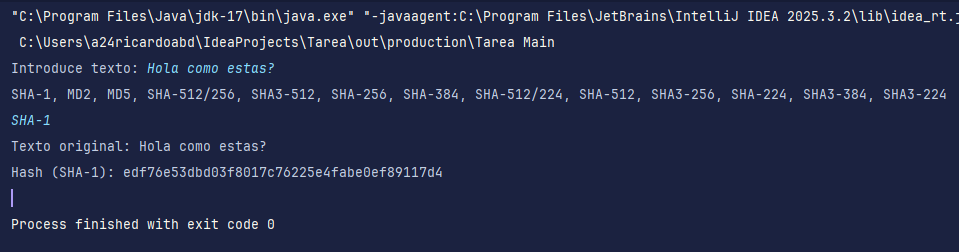 "C:\Program Files\Java\jdk-17\bin\java.exe" "-javaagent:C:\Program Files\JetBrains\IntelliJ IDEA 2025.3.2\lib\idea_rt.j
C:\Users\a24ricardoabd\IdeaProjects\Tarea\out\production\Tarea Main
Introduce texto: Hola como estas?
SHA-1, MD2, MD5, SHA-512/256, SHA3-512, SHA-256, SHA-384, SHA-512/224, SHA-512, SHA3-256, SHA-224, SHA3-384, SHA3-224
SHA-1
Texto original: Hola como estas?
Hash (SHA-1): edf76e53dbd03f8017c76225e4fabe0ef89117d4
Process finished with exit code 0